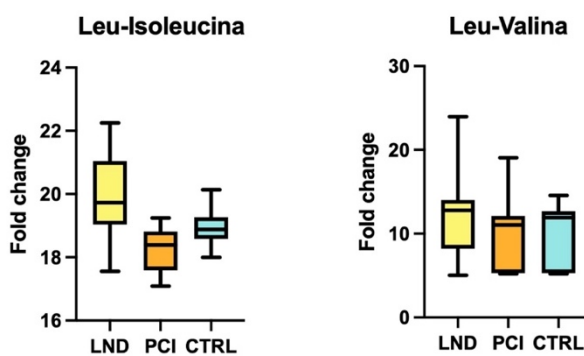 Leu-Isoleucina
Fold change
24
22
20
18
16
LND PCI CTRL
Leu-Valina
Fold change
30
20
10
0
LND PCI CTRL